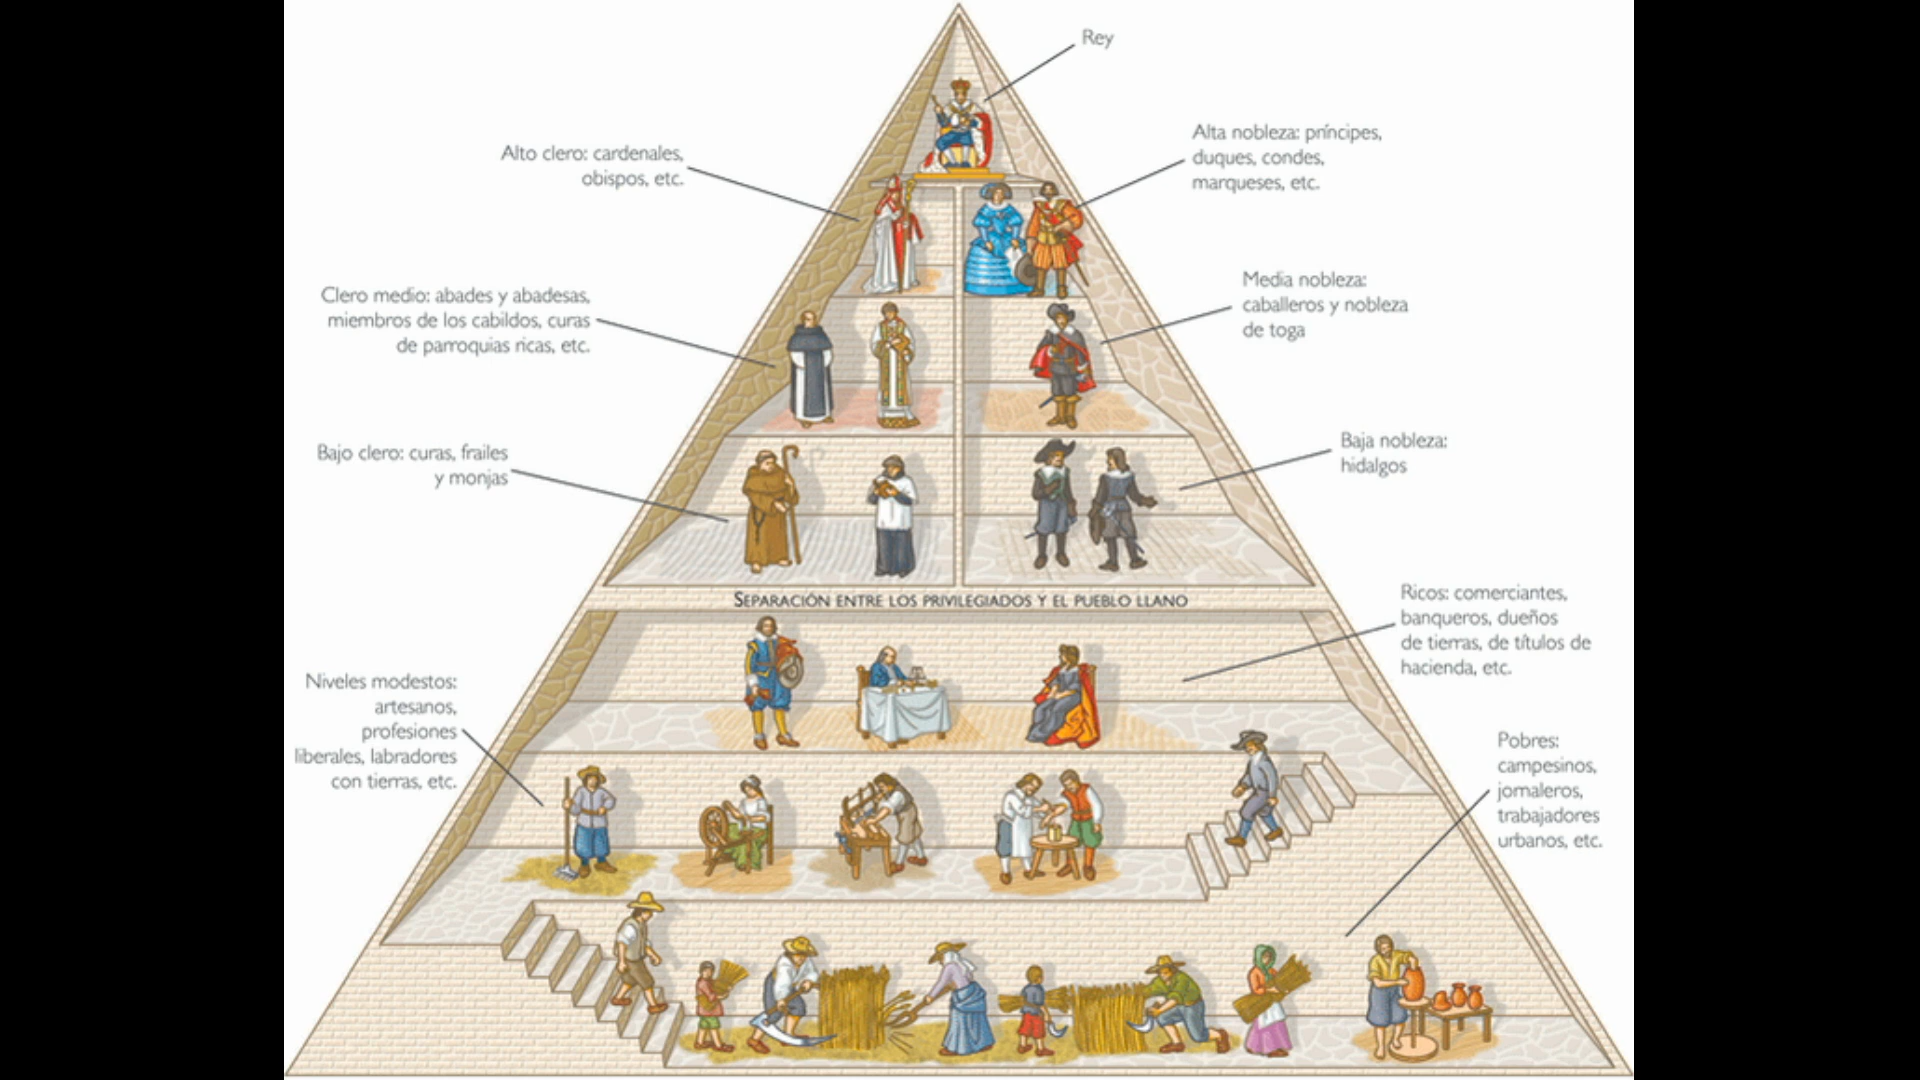 Rey
Alto clero: cardenales,
obispos, etc.
Alta nobleza: príncipes,
duques, condes,
marqueses, etc.
Clero medio: abades y abadesas,
miembros de los cabildos, curas
de parroquias ricas, etc.
Media nobleza:
caballeros y nobleza
de toga
Bajo clero: curas, frailes
y monjas
Baja nobleza:
hidalgos
SEPARACIÓN ENTRE LOS PRIVILEGIADOS Y EL PUEBLO LLANO
Ricos: comerciantes,
banqueros, dueños
de tierras, de títulos de
hacienda, etc.
Niveles modestos:
artesanos,
profesiones
liberales, labradores
con tierras, etc.
Pobres:
campesinos,
jornaleros,
trabajadores
urbanos, etc.